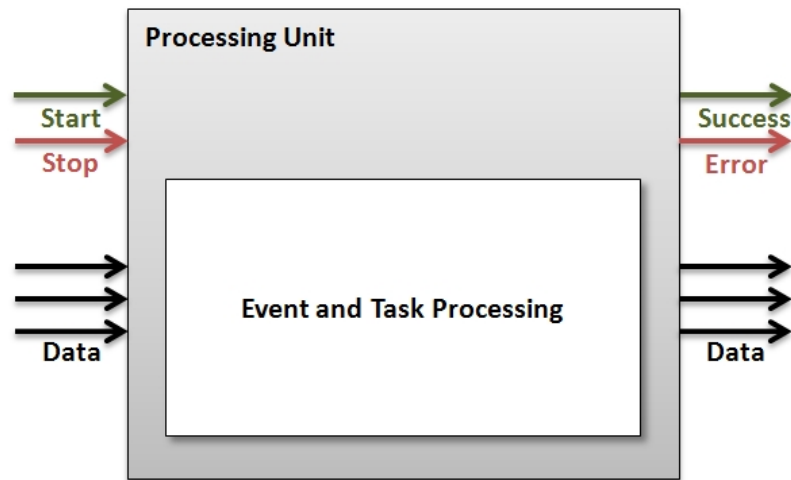 Processing Unit
Start
Success
Stop
Error
Event and Task Processing
Data
Data